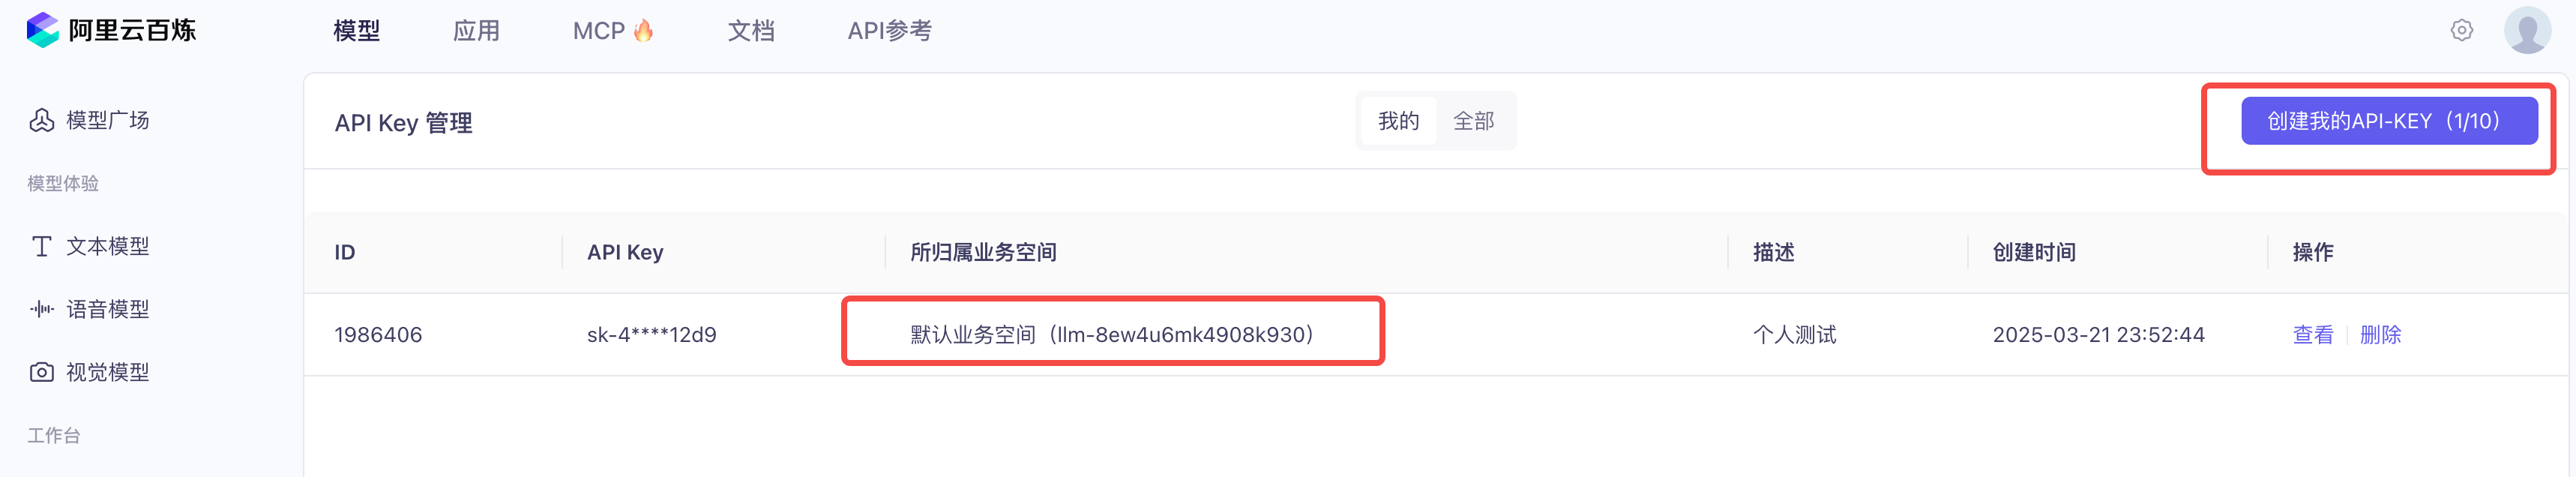 阿里云百炼
模型 应用 MCP 文档 API参考
模型广场
模型体验
文本模型
语音模型
视觉模型
工作台
API Key 管理
我的 全部
创建我的API-KEY（1/10）
ID API Key 所归属业务空间 描述 创建时间 操作
1986406 sk-4****12d9 默认业务空间（llm-8ew4u6mk4908k930） 个人测试 2025-03-21 23:52:44 查看 删除